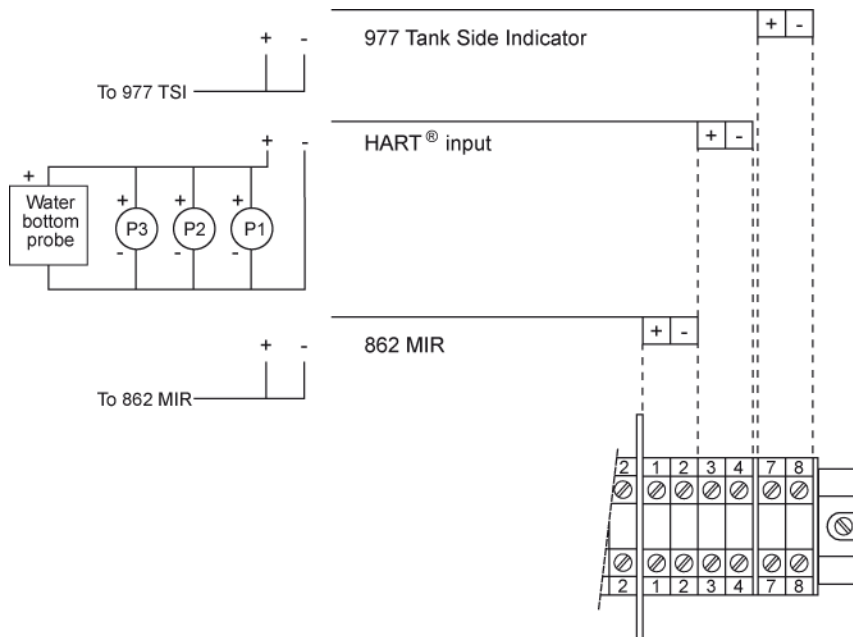 + -
977 Tank Side Indicator
+ -
To 977 TSI
+ -
HART® input
+ -
+
Water
bottom
probe
+ + +
P3 P2 P1
- - -
+ -
862 MIR
+ -
To 862 MIR
2 1 2 3 4 7 8
2 1 2 3 4 7 8